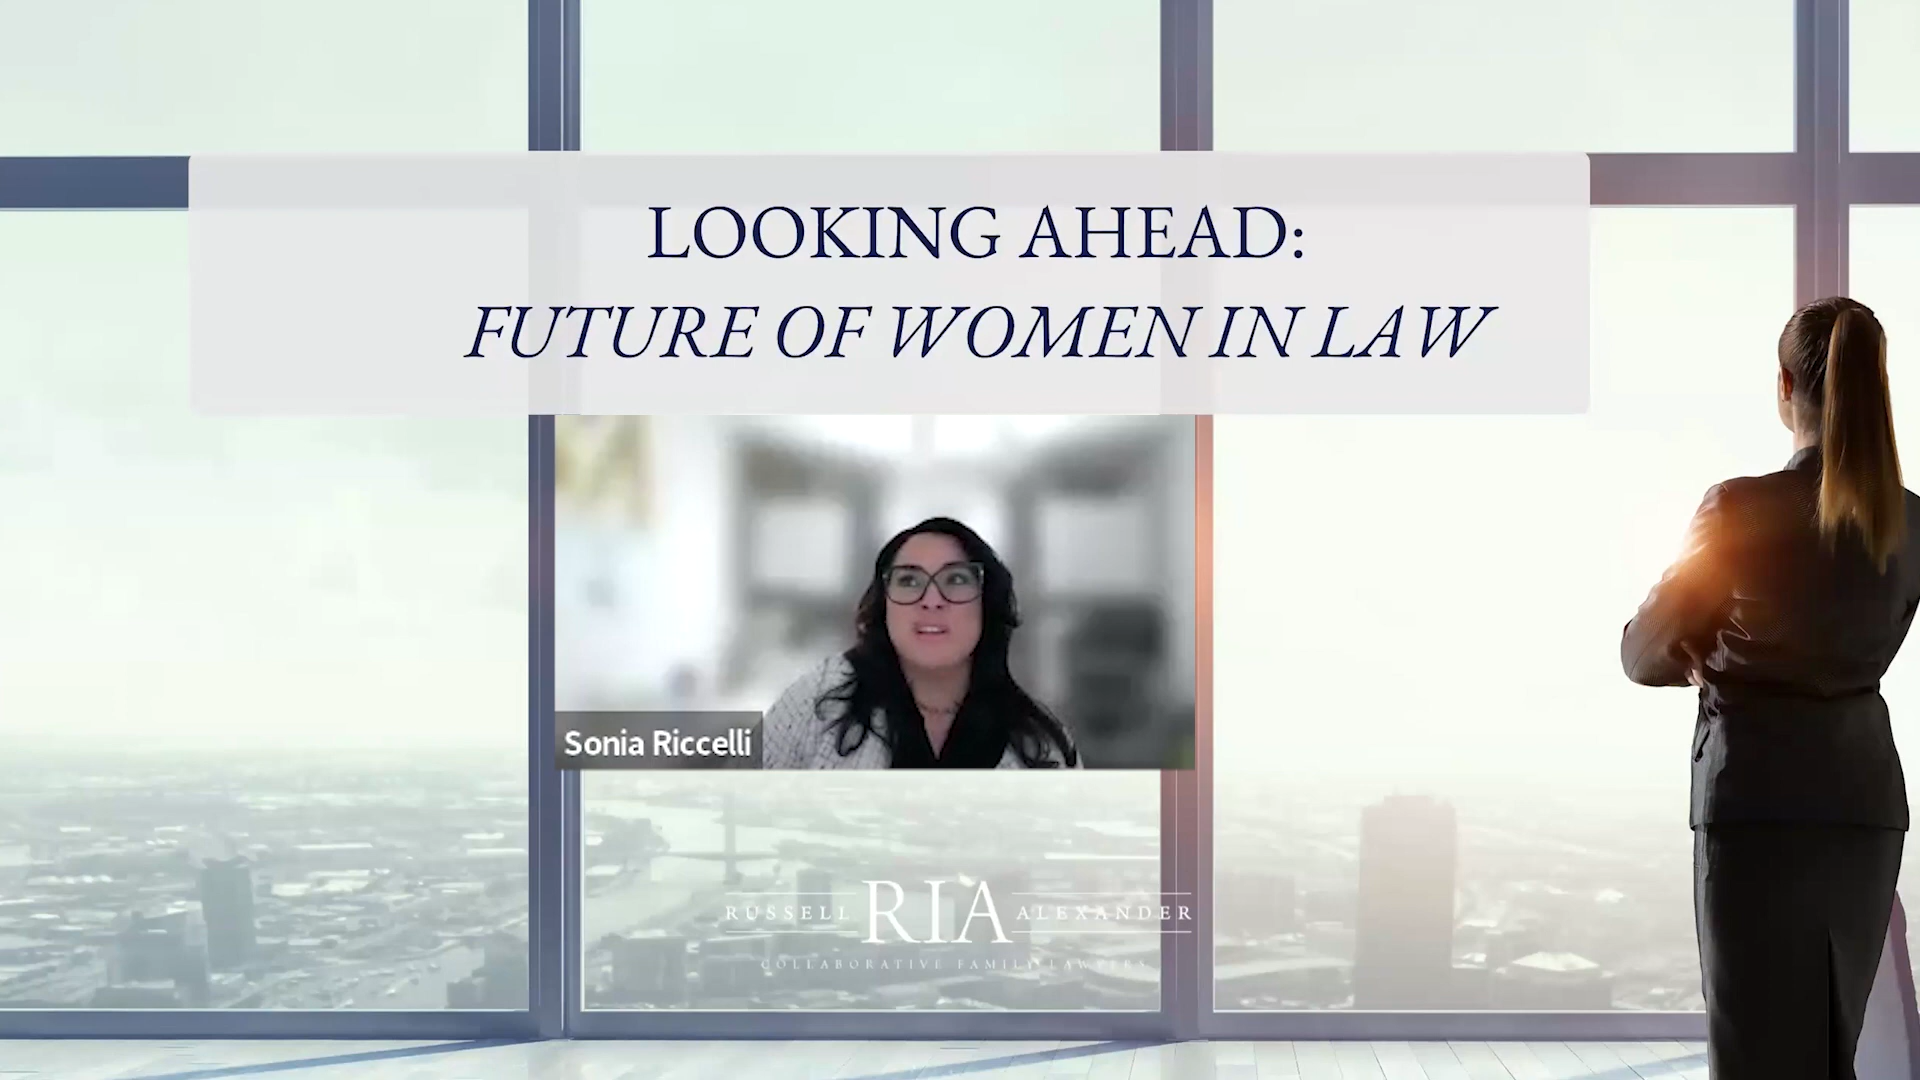 LOOKING AHEAD:
FUTURE OF WOMEN IN LAW
Sonia Riccelli
RUSSELL RIA ALEXANDER
COLLABORATIVE FAMILY LAWYERS